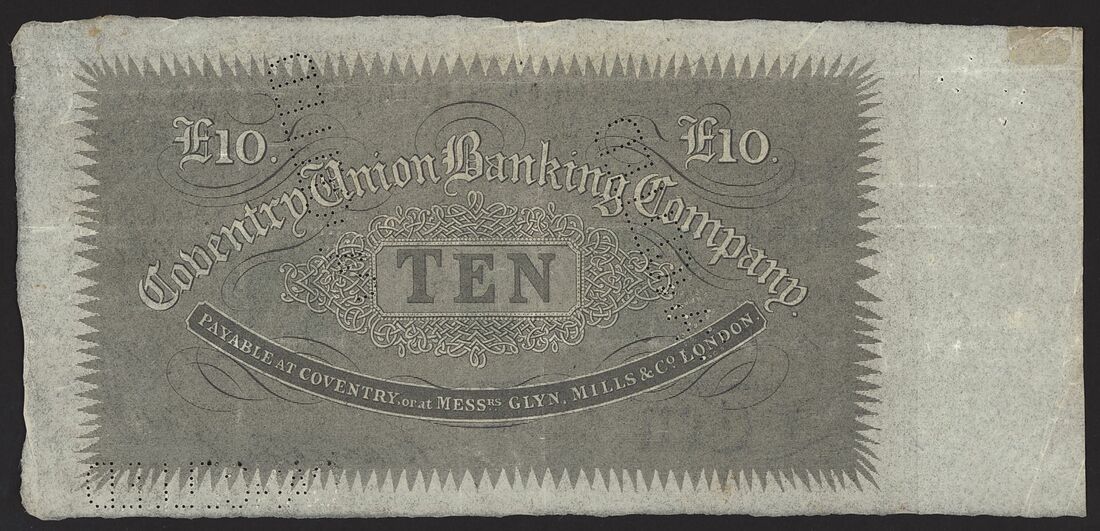 £10.
£10.
Coventry Union Banking Company.
TEN
PAYABLE AT COVENTRY, or at MESSRS GLYN, MILLS & Co LONDON.